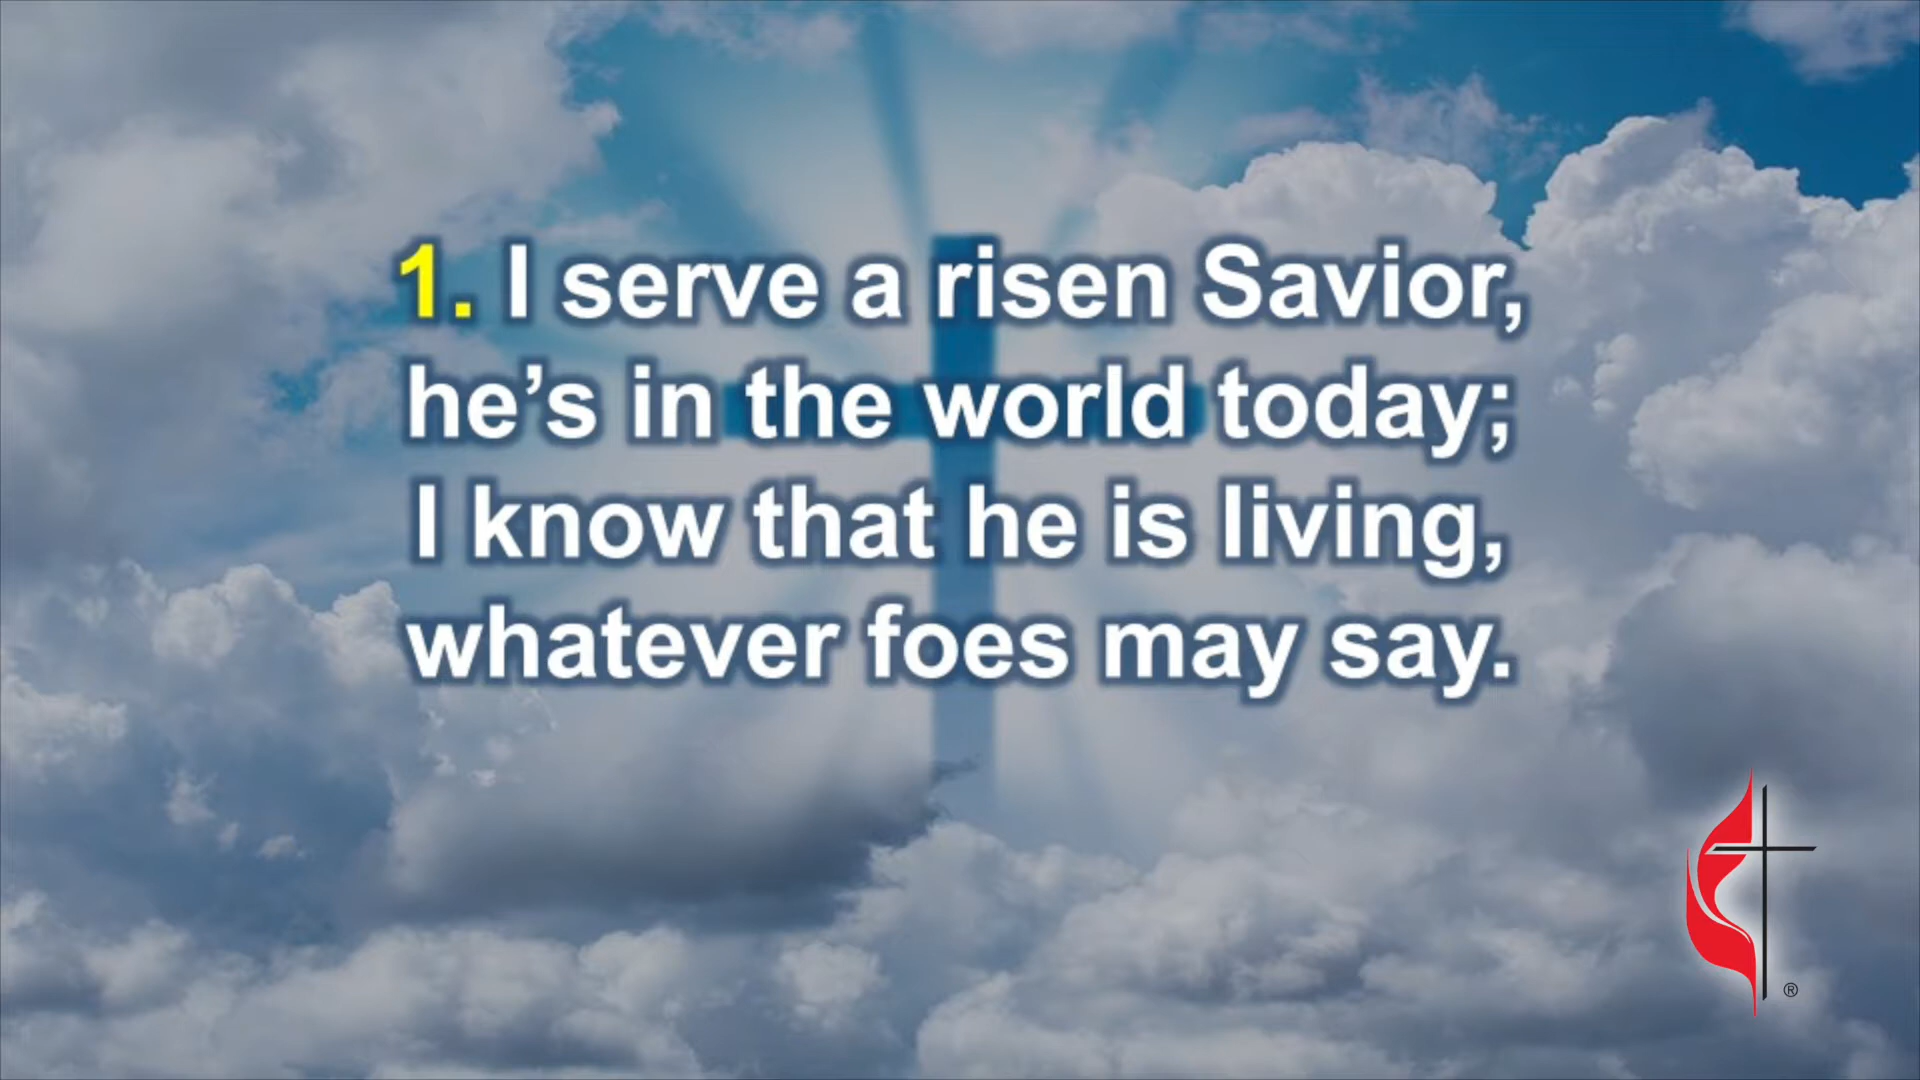 1. I serve a risen Savior,
he’s in the world today;
I know that he is living,
whatever foes may say.
®